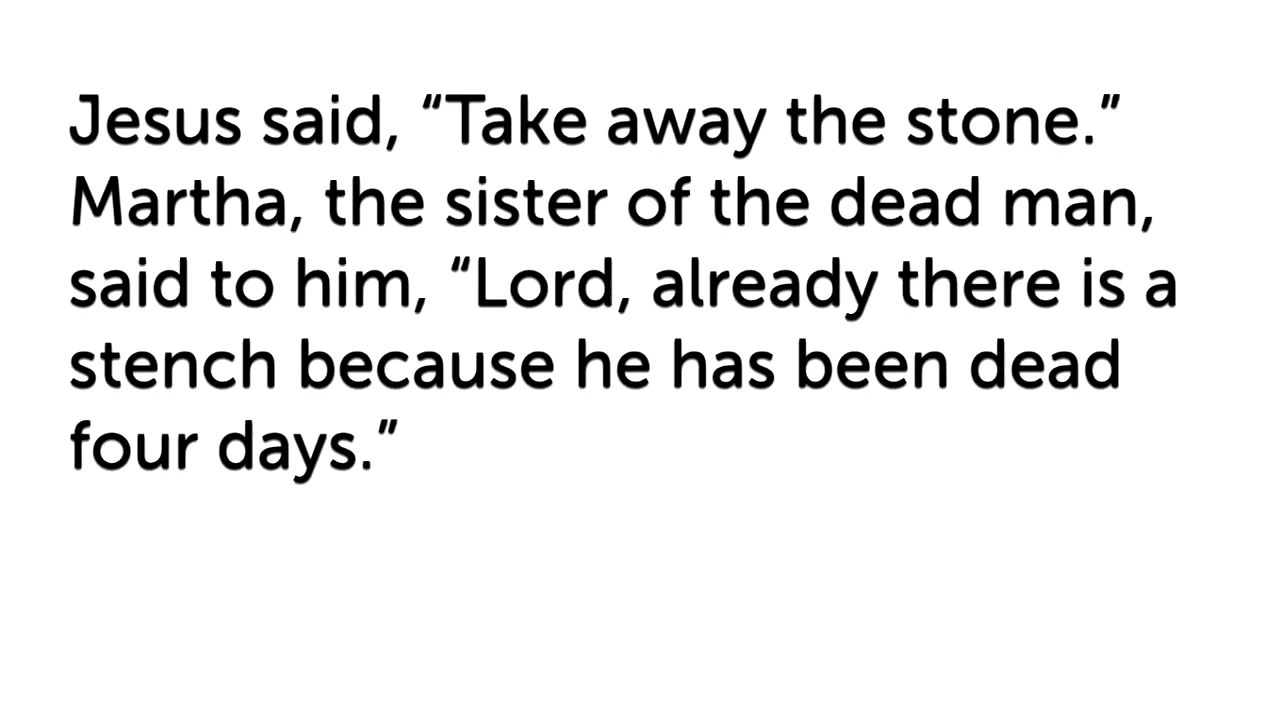 Jesus said, “Take away the stone.”
Martha, the sister of the dead man,
said to him, “Lord, already there is a
stench because he has been dead
four days.”